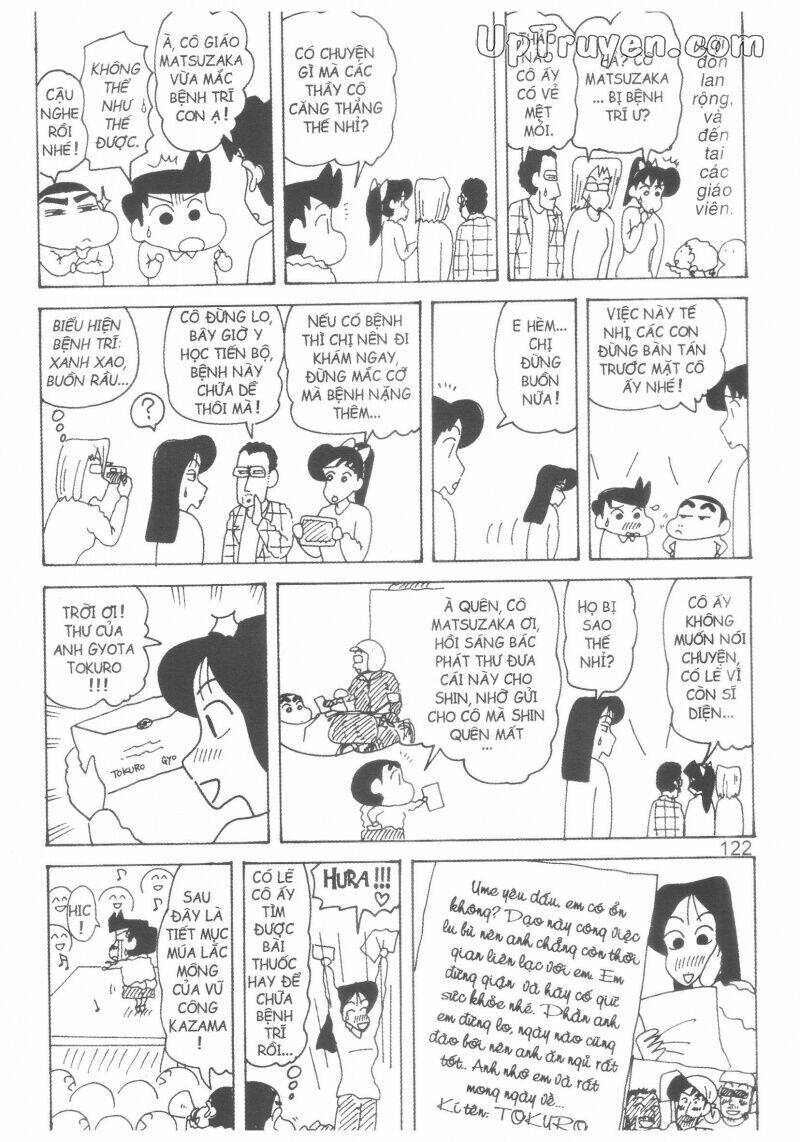 UpTruyen.com
đồn
lan
rộng,
và
đến
tai
các
giáo
viên.
CÔ
MATSUZAKA
... BỊ BỆNH
TRĨ Ư?
NÀO
CÔ ẤY
CÓ VẺ
MỆT
MỎI.
CÓ CHUYỆN
GÌ MÀ CÁC
THẦY CÔ
CĂNG THẲNG
THẾ NHỈ?
À, CÔ GIÁO
MATSUZAKA
VỪA MẮC
BỆNH TRĨ
CON Ạ!
KHÔNG
THỂ
NHƯ
THẾ
ĐƯỢC.
CẬU
NGHE
RỒI
NHÉ!
VIỆC NÀY TẾ
NHỊ, CÁC CON
ĐỪNG BÀN TÁN
TRƯỚC MẶT CÔ
ẤY NHÉ!
E HÈM...
CHỊ
ĐỪNG
BUỒN
NỮA!
NẾU CÓ BỆNH
THÌ CHỊ NÊN ĐI
KHÁM NGAY,
ĐỪNG MẮC CỠ
MÀ BỆNH NẶNG
THÊM...
CÔ ĐỪNG LO,
BÂY GIỜ Y
HỌC TIẾN BỘ,
BỆNH NÀY
CHỮA DỄ
THÔI MÀ!
?
BIỂU HIỆN
BỆNH TRĨ:
XANH XAO,
BUỒN RẦU...
CÔ ẤY
KHÔNG
MUỐN NÓI
CHUYỆN,
CÓ LẼ VÌ
CÒN SĨ
DIỆN...
HỌ BỊ
SAO
THẾ
NHỈ?
À QUÊN, CÔ
MATSUZAKA ƠI,
HỒI SÁNG BÁC
PHÁT THƯ ĐƯA
CÁI NÀY CHO
SHIN, NHỜ GỬI
CHO CÔ MÀ SHIN
QUÊN MẤT
...
TRỜI ƠI!
THƯ CỦA
ANH GYOTA
TOKURO
!!!
TOKURO GYO
122
Ume yêu dấu, em có ổn
không? Dạo này công việc
lu bù nên anh chẳng còn thời
gian liên lạc với em. Em
đừng giận và hãy cố giữ
sức khỏe nhé. Phần anh
em đừng lo, ngày nào cũng
đào bới nên anh ăn ngủ rất
tốt. Anh nhớ em và rất
mong ngày về...
Kí tên: TOKURO
HURA!!!
CÓ LẼ
CÔ ẤY
TÌM
ĐƯỢC
BÀI
THUỐC
HAY ĐỂ
CHỮA
BỆNH
TRĨ
RỒI...
SAU
ĐÂY LÀ
TIẾT MỤC
MÚA LẮC
MÔNG
CỦA VŨ
CÔNG
KAZAMA
!
HIC
!